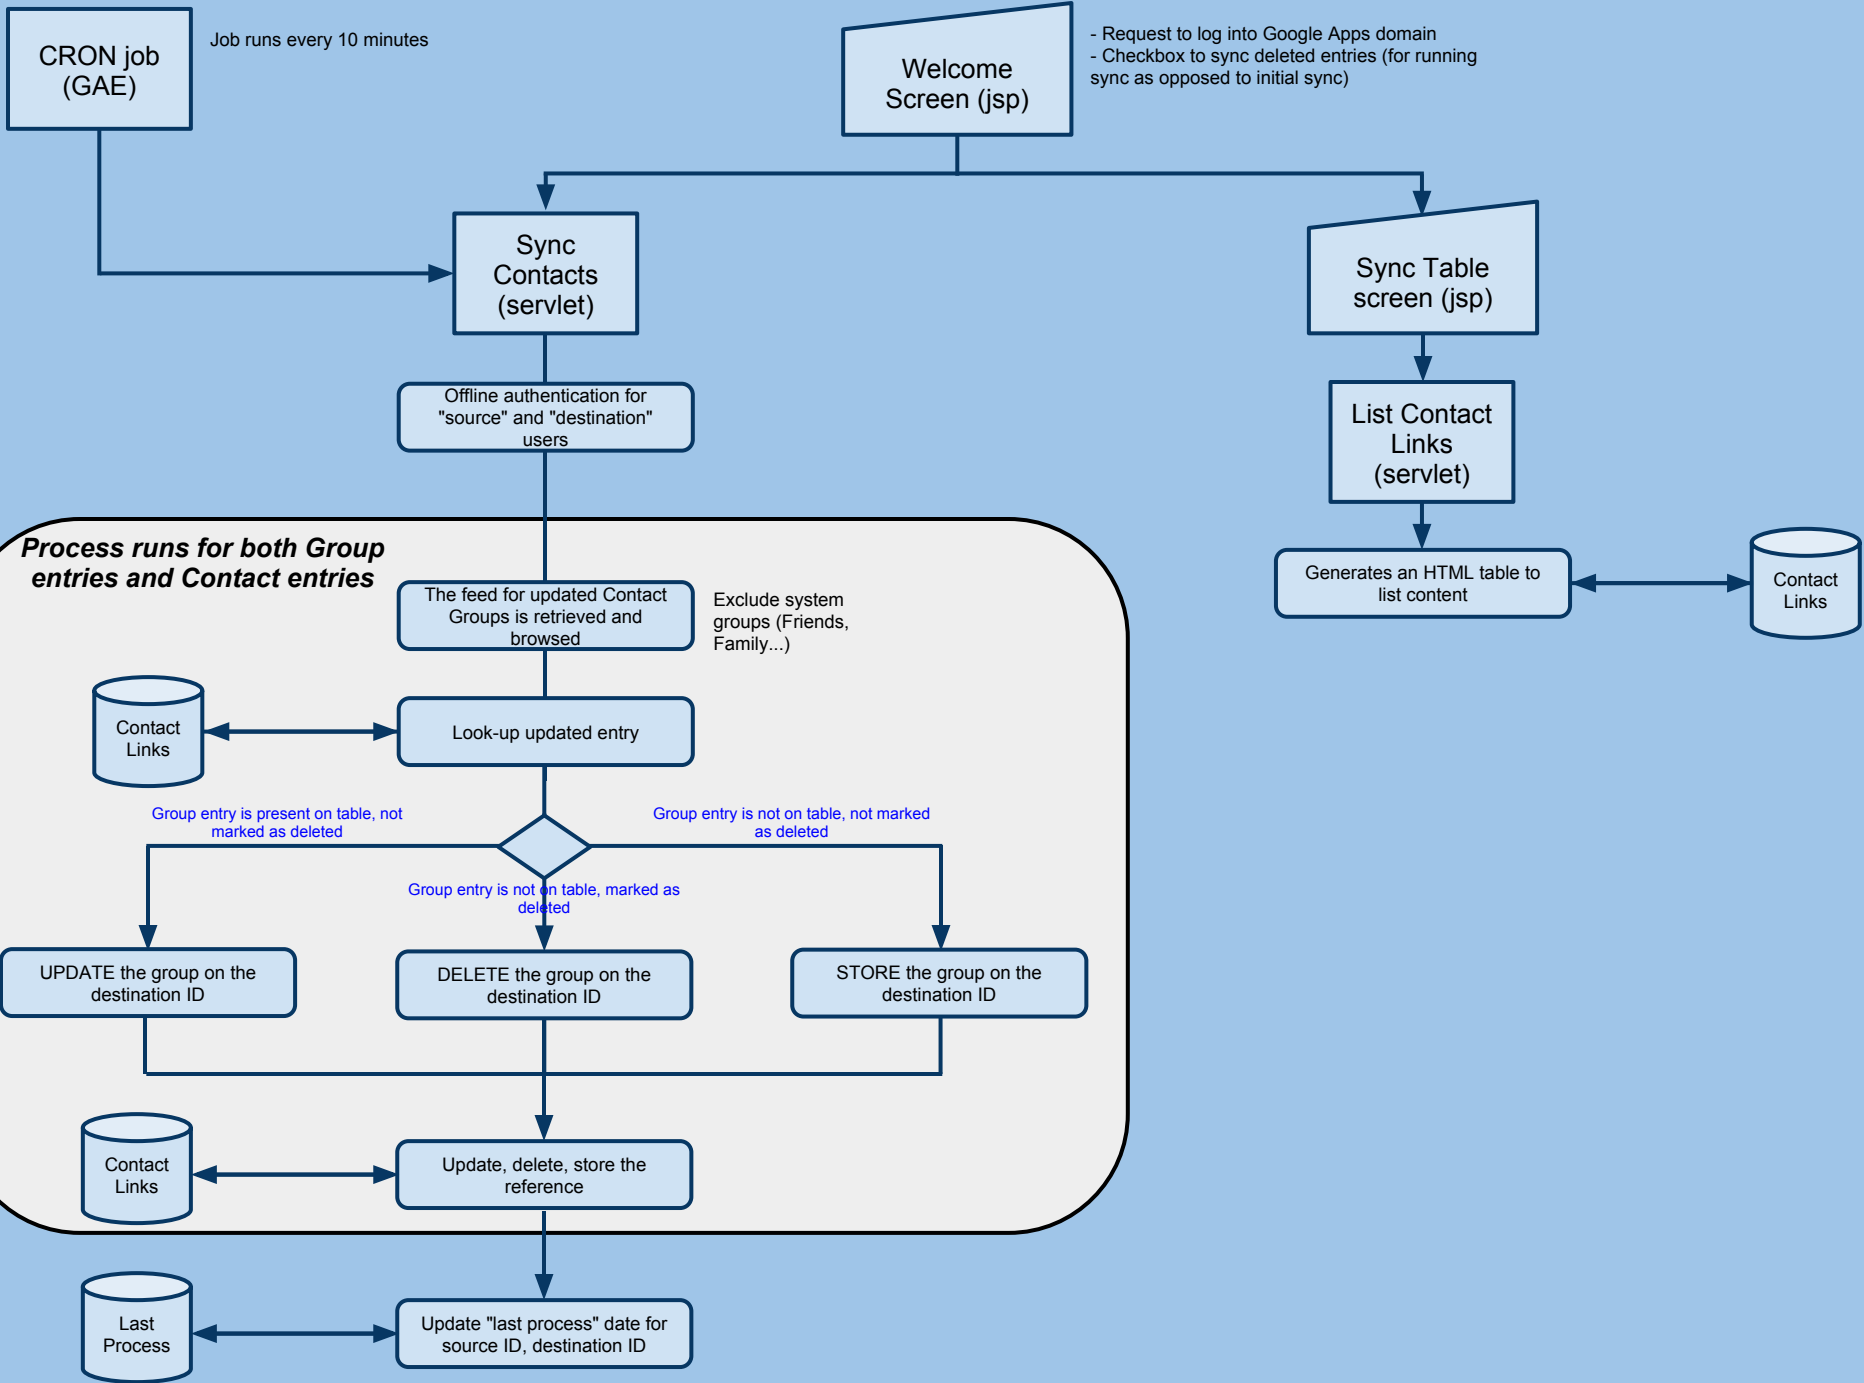 CRON job
(GAE)
Job runs every 10 minutes
Welcome
Screen (jsp)
- Request to log into Google Apps domain
- Checkbox to sync deleted entries (for running
sync as opposed to initial sync)
Sync
Contacts
(servlet)
Sync Table
screen (jsp)
Offline authentication for
"source" and "destination"
users
List Contact
Links
(servlet)
Process runs for both Group
entries and Contact entries
The feed for updated Contact
Groups is retrieved and
browsed
Exclude system
groups (Friends,
Family...)
Generates an HTML table to
list content
Contact
Links
Contact
Links
Look-up updated entry
Group entry is present on table, not
marked as deleted
Group entry is not on table, not marked
as deleted
Group entry is not on table, marked as
deleted
UPDATE the group on the
destination ID
DELETE the group on the
destination ID
STORE the group on the
destination ID
Contact
Links
Update, delete, store the
reference
Last
Process
Update "last process" date for
source ID, destination ID